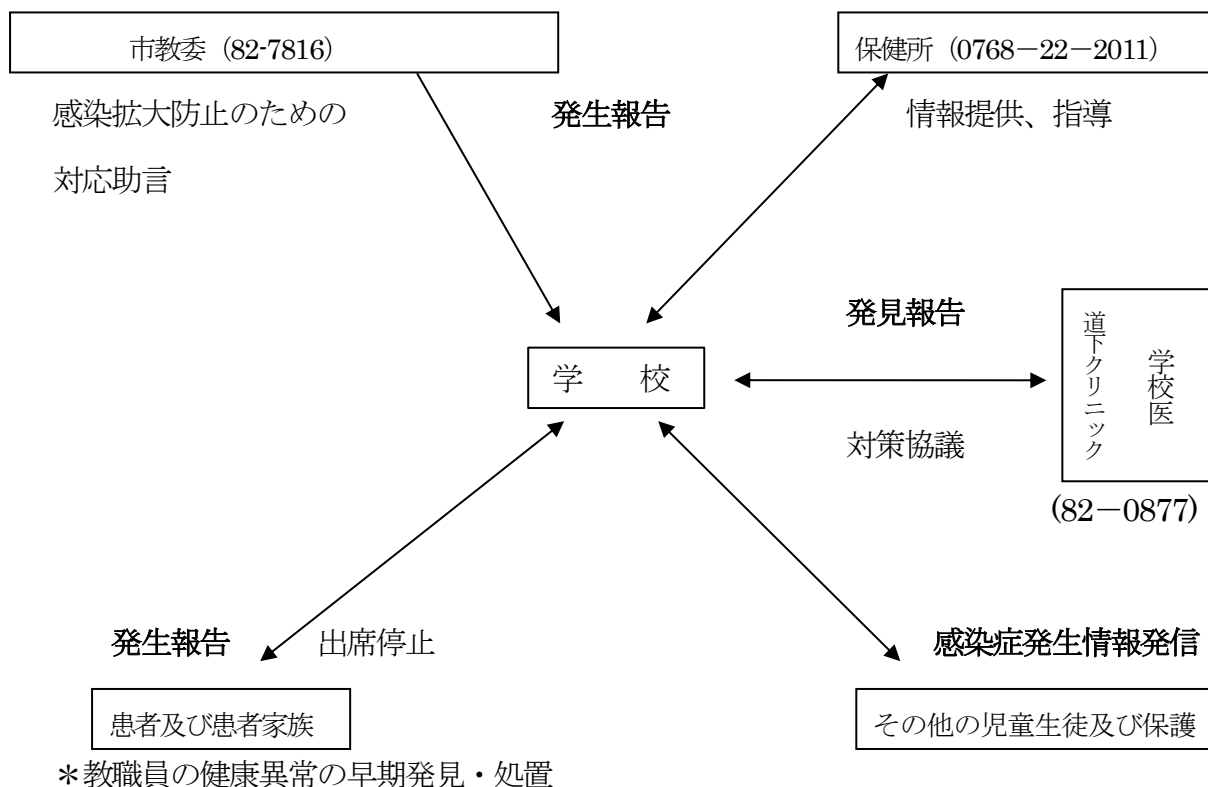 市教委 (82-7816)
保健所 (0768－22－2011)
感染拡大防止のための
対応助言
発生報告
情報提供、指導
発見報告
学　校
対策協議
学校医
道下クリニック
(82－0877)
発生報告
出席停止
感染症発生情報発信
患者及び患者家族
その他の児童生徒及び保護
＊教職員の健康異常の早期発見・処置